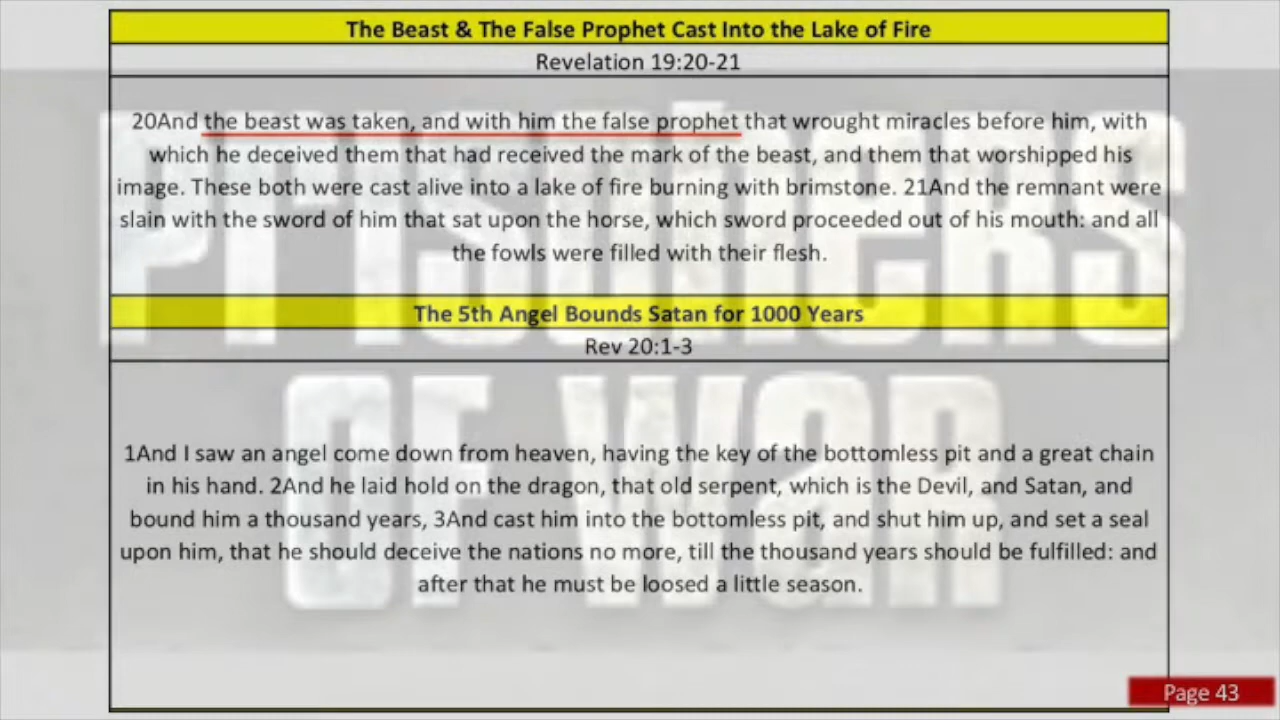 The Beast & The False Prophet Cast Into the Lake of Fire
Revelation 19:20-21
20And the beast was taken, and with him the false prophet that wrought miracles before him, with
which he deceived them that had received the mark of the beast, and them that worshipped his
image. These both were cast alive into a lake of fire burning with brimstone. 21And the remnant were
slain with the sword of him that sat upon the horse, which sword proceeded out of his mouth: and all
the fowls were filled with their flesh.
The 5th Angel Bounds Satan for 1000 Years
Rev 20:1-3
1And I saw an angel come down from heaven, having the key of the bottomless pit and a great chain
in his hand. 2And he laid hold on the dragon, that old serpent, which is the Devil, and Satan, and
bound him a thousand years, 3And cast him into the bottomless pit, and shut him up, and set a seal
upon him, that he should deceive the nations no more, till the thousand years should be fulfilled: and
after that he must be loosed a little season.
PrISoNerS
OF WaR
Page 43